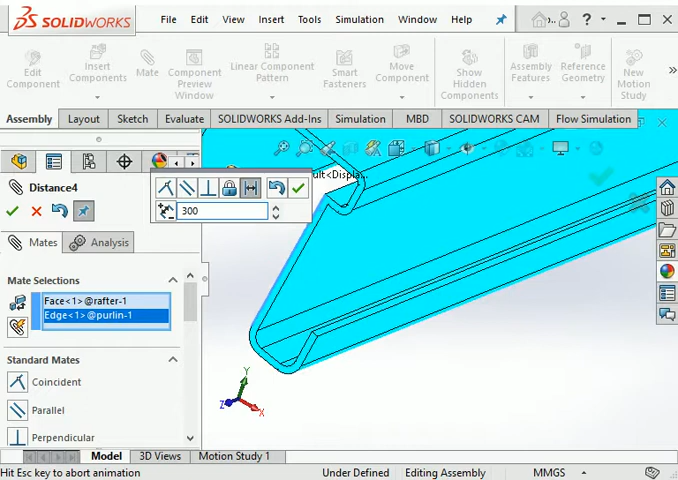 SOLIDWORKS File Edit View Insert Tools Simulation Window Help
Edit Component
Insert Components
Mate
Component Preview Window
Linear Component Pattern
Smart Fasteners
Move Component
Show Hidden Components
Assembly Features
Reference Geometry
New Motion Study
Assembly Layout Sketch Evaluate SOLIDWORKS Add-Ins Simulation MBD SOLIDWORKS CAM Flow Simulation
ult<Displa...
Distance4
300
Mates Analysis
Mate Selections
Face<1>@rafter-1
Edge<1>@purlin-1
Standard Mates
Coincident
Parallel
Perpendicular
Y
Z
X
Model 3D Views Motion Study 1
Hit Esc key to abort animation Under Defined Editing Assembly MMGS